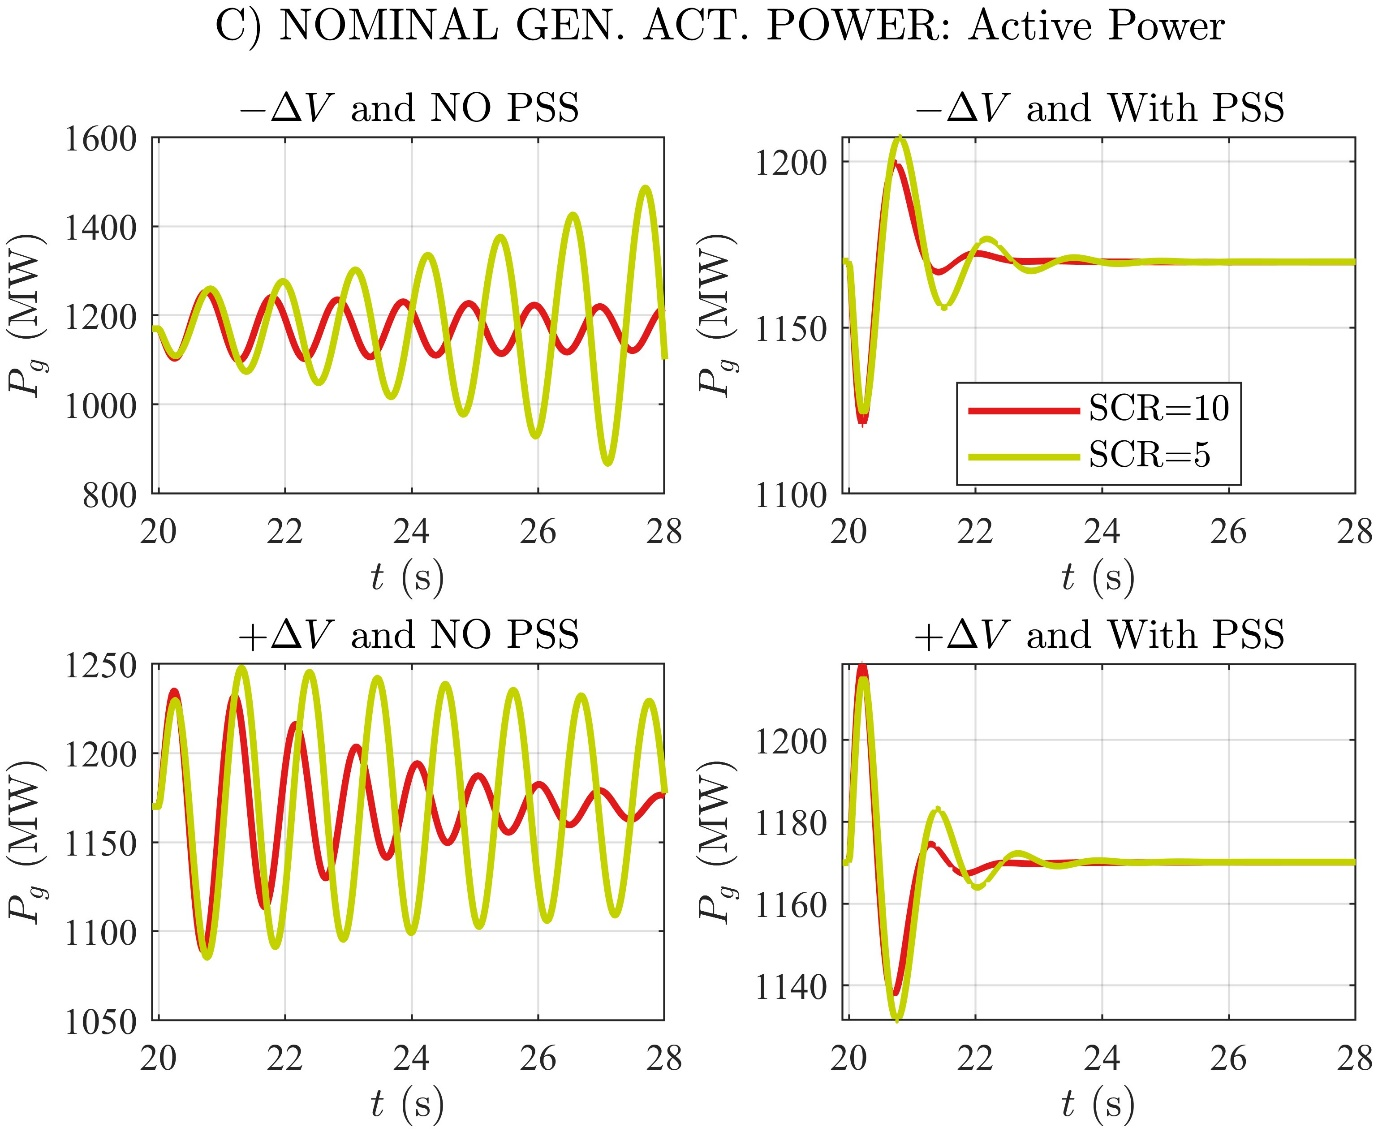 C) NOMINAL GEN. ACT. POWER: Active Power
−ΔV and NO PSS
1600
1400
1200
1000
800
P_g (MW)
20 22 24 26 28
t (s)
−ΔV and With PSS
1200
1150
1100
P_g (MW)
SCR=10
SCR=5
20 22 24 26 28
t (s)
+ΔV and NO PSS
1250
1200
1150
1100
1050
P_g (MW)
20 22 24 26 28
t (s)
+ΔV and With PSS
1200
1180
1160
1140
P_g (MW)
20 22 24 26 28
t (s)